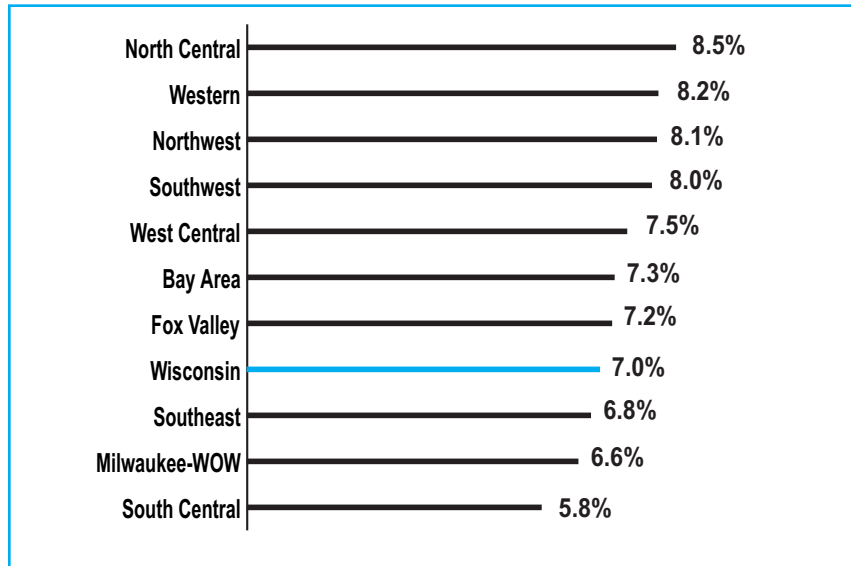 North Central 8.5%
Western 8.2%
Northwest 8.1%
Southwest 8.0%
West Central 7.5%
Bay Area 7.3%
Fox Valley 7.2%
Wisconsin 7.0%
Southeast 6.8%
Milwaukee-WOW 6.6%
South Central 5.8%